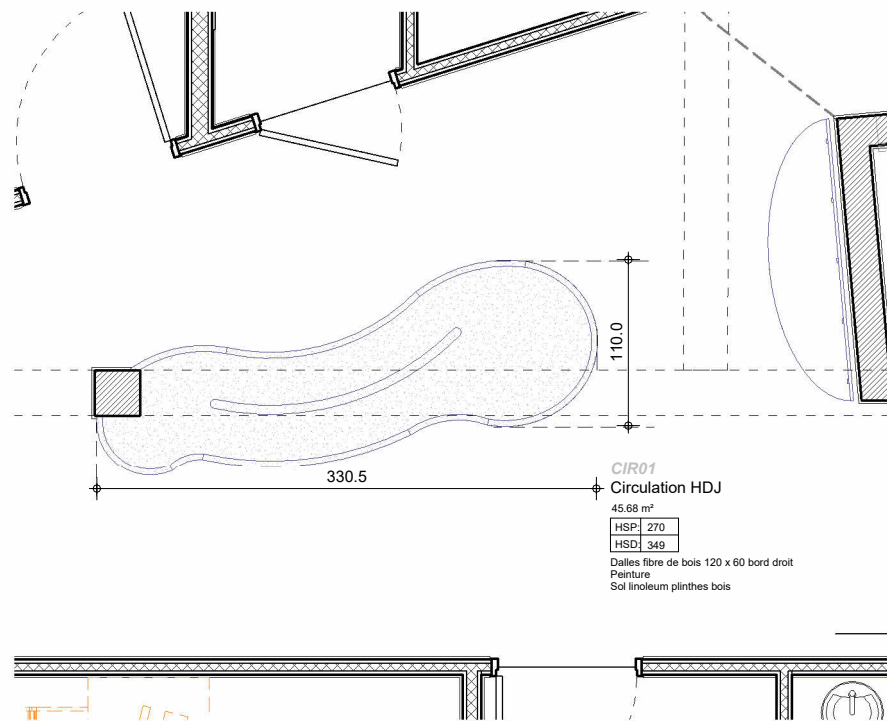 110.0
330.5
CIR01
Circulation HDJ
45.68 m²
HSP: 270
HSD: 349
Dalles fibre de bois 120 x 60 bord droit
Peinture
Sol linoleum plinthes bois